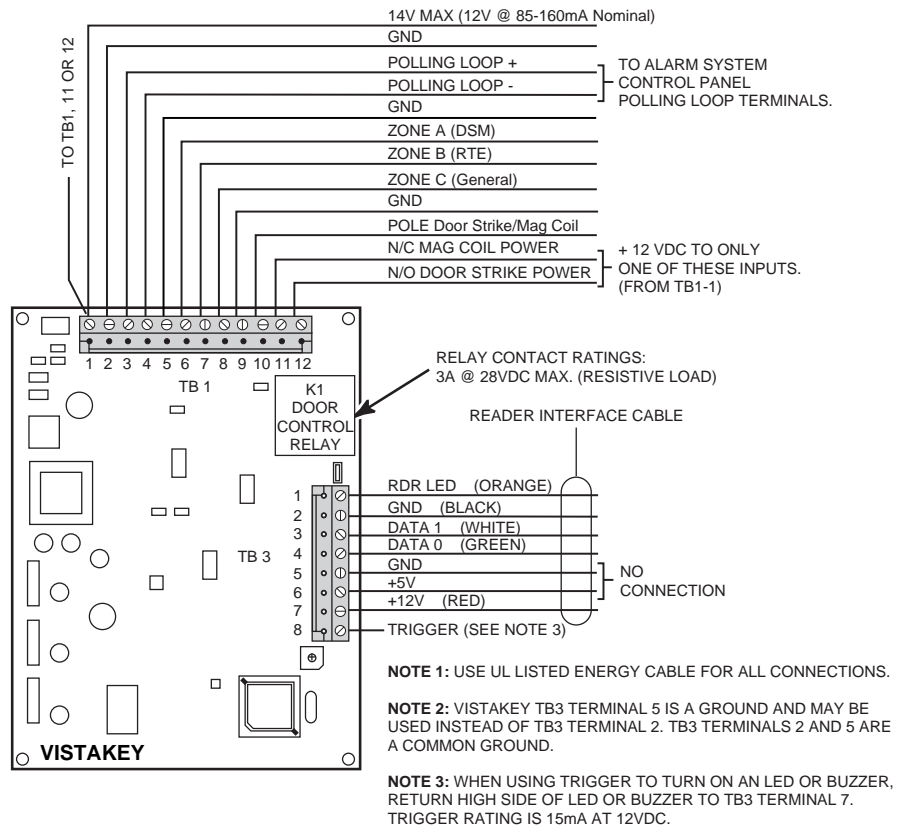 14V MAX (12V @ 85-160mA Nominal)
GND
POLLING LOOP +
POLLING LOOP -
TO ALARM SYSTEM
CONTROL PANEL
POLLING LOOP TERMINALS.
GND
ZONE A (DSM)
ZONE B (RTE)
ZONE C (General)
GND
POLE Door Strike/Mag Coil
N/C MAG COIL POWER
N/O DOOR STRIKE POWER
+ 12 VDC TO ONLY
ONE OF THESE INPUTS.
(FROM TB1-1)
TO TB1, 11 OR 12
1 2 3 4 5 6 7 8 9 10 11 12
TB 1
K1
DOOR
CONTROL
RELAY
RELAY CONTACT RATINGS:
3A @ 28VDC MAX. (RESISTIVE LOAD)
READER INTERFACE CABLE
TB 3
1 RDR LED (ORANGE)
2 GND (BLACK)
3 DATA 1 (WHITE)
4 DATA 0 (GREEN)
5 GND
6 +5V
7 +12V (RED)
8 TRIGGER (SEE NOTE 3)
NO
CONNECTION
VISTAKEY
NOTE 1: USE UL LISTED ENERGY CABLE FOR ALL CONNECTIONS.
NOTE 2: VISTAKEY TB3 TERMINAL 5 IS A GROUND AND MAY BE
USED INSTEAD OF TB3 TERMINAL 2. TB3 TERMINALS 2 AND 5 ARE
A COMMON GROUND.
NOTE 3: WHEN USING TRIGGER TO TURN ON AN LED OR BUZZER,
RETURN HIGH SIDE OF LED OR BUZZER TO TB3 TERMINAL 7.
TRIGGER RATING IS 15mA AT 12VDC.